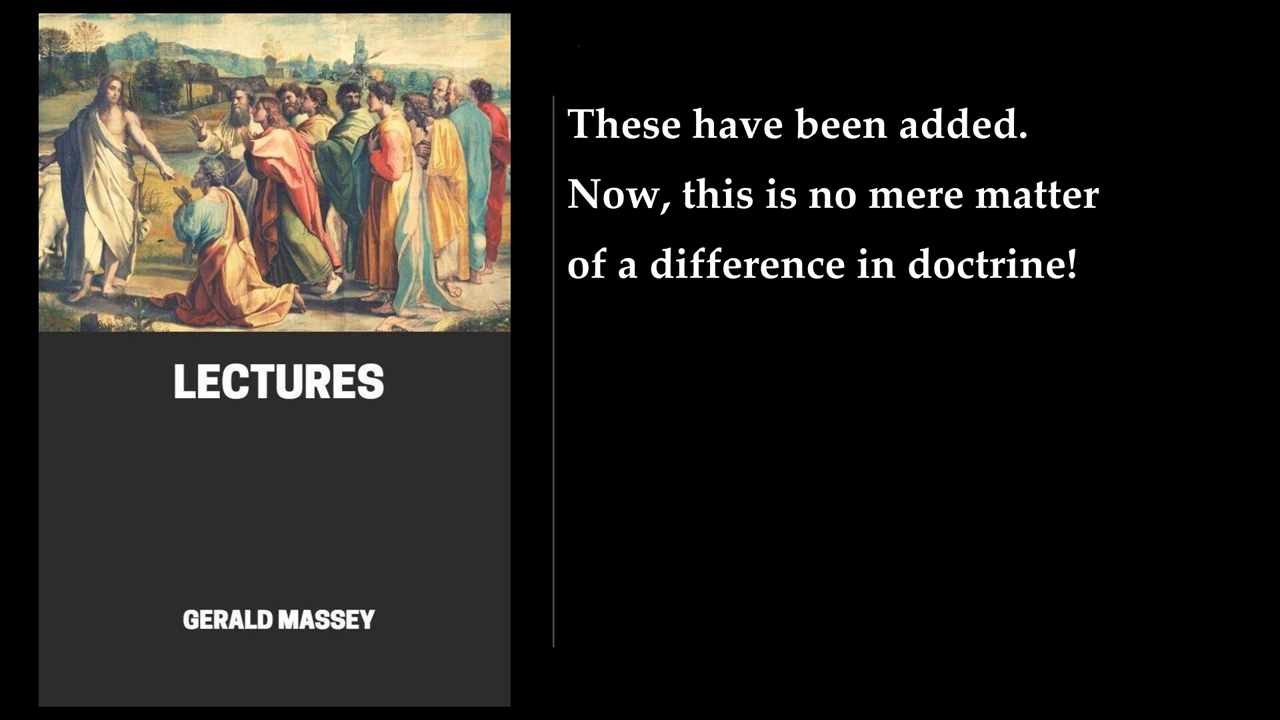 LECTURES
GERALD MASSEY
These have been added.
Now, this is no mere matter
of a difference in doctrine!